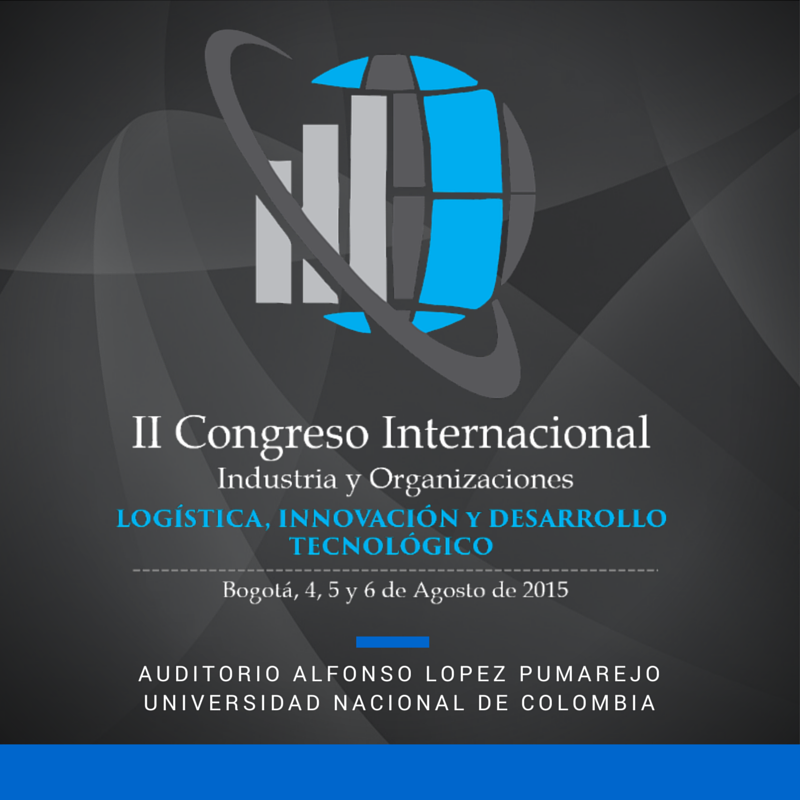 II Congreso Internacional
Industria y Organizaciones
LOGÍSTICA, INNOVACIÓN Y DESARROLLO
TECNOLÓGICO
Bogotá, 4, 5 y 6 de Agosto de 2015
AUDITORIO ALFONSO LOPEZ PUMAREJO
UNIVERSIDAD NACIONAL DE COLOMBIA